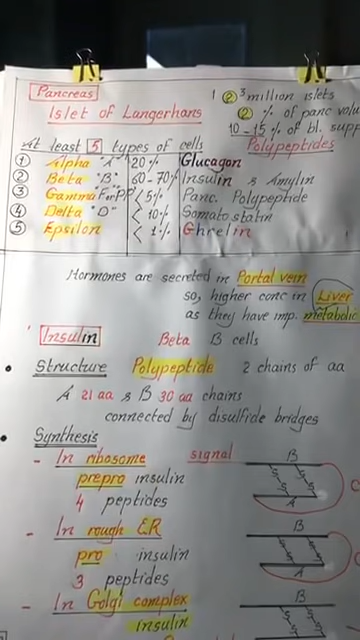 Pancreas
1 - 3 million islets
Islet of Langerhans
2 % of panc volu
10-15 % of bl. supp
At least 5 types of cells
Polypeptides
1 Alpha "A" 20 % Glucagon
2 Beta "B" 60-70% Insulin & Amylin
3 Gamma "F or PP" < 5% Panc. Polypeptide
4 Delta "D" < 10% Somatostatin
5 Epsilon < 1% Ghrelin
Hormones are secreted in Portal vein
so, higher conc in Liver
as they have imp. metabolic
Insulin Beta B cells
• Structure Polypeptide 2 chains of aa
A 21 aa & B 30 aa chains
connected by disulfide bridges
• Synthesis
- In ribosome signal B
prepro insulin
4 peptides A
- In rough ER B
pro insulin
3 peptides A
- In Golgi complex B
insulin